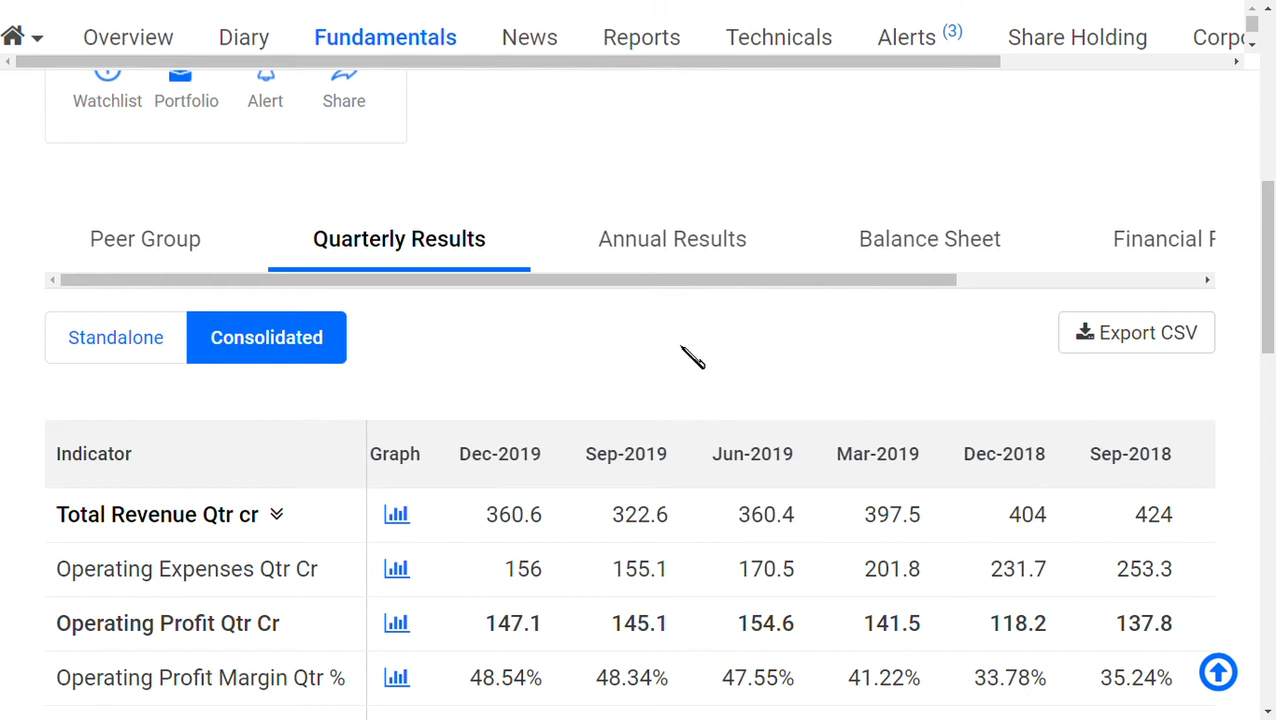 Overview Diary Fundamentals News Reports Technicals Alerts (3) Share Holding Corpo
Watchlist Portfolio Alert Share
Peer Group Quarterly Results Annual Results Balance Sheet Financial
Standalone Consolidated Export CSV
Indicator Graph Dec-2019 Sep-2019 Jun-2019 Mar-2019 Dec-2018 Sep-2018
Total Revenue Qtr cr 360.6 322.6 360.4 397.5 404 424
Operating Expenses Qtr Cr 156 155.1 170.5 201.8 231.7 253.3
Operating Profit Qtr Cr 147.1 145.1 154.6 141.5 118.2 137.8
Operating Profit Margin Qtr % 48.54% 48.34% 47.55% 41.22% 33.78% 35.24%